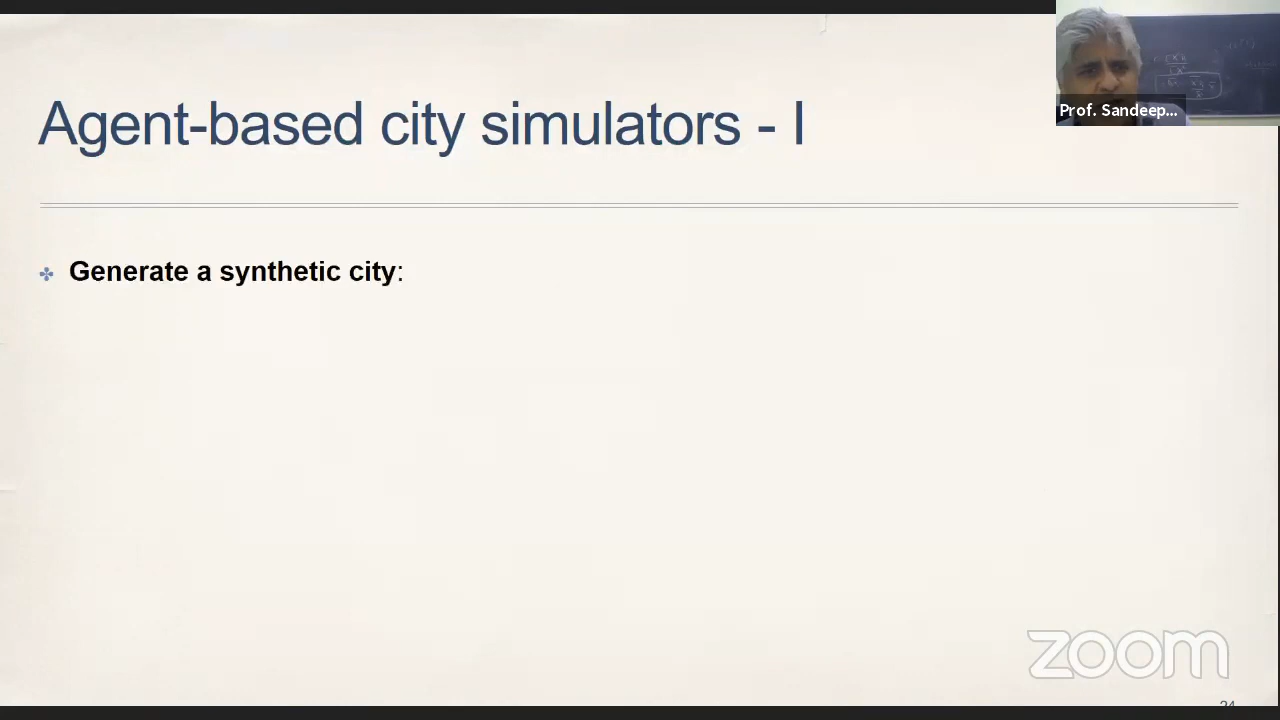 Agent-based city simulators - I
Prof. Sandeep...
✤ Generate a synthetic city:
zoom